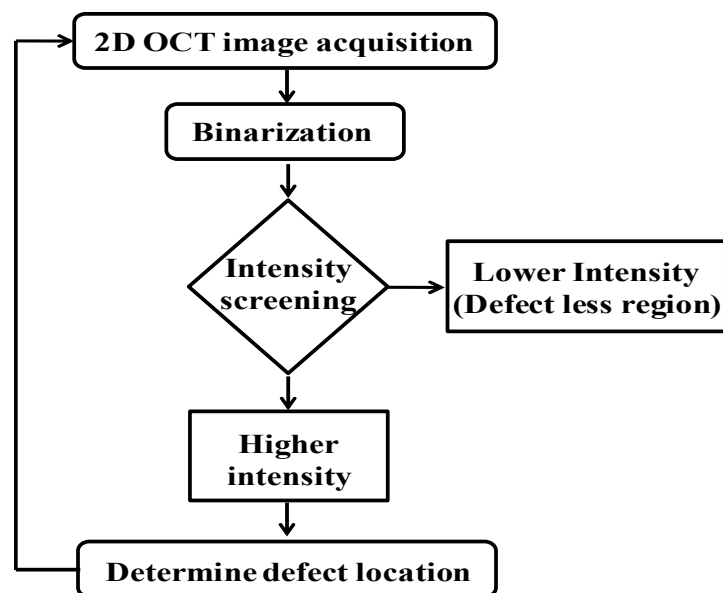 2D OCT image acquisition
Binarization
Intensity
screening
Lower Intensity
(Defect less region)
Higher
intensity
Determine defect location